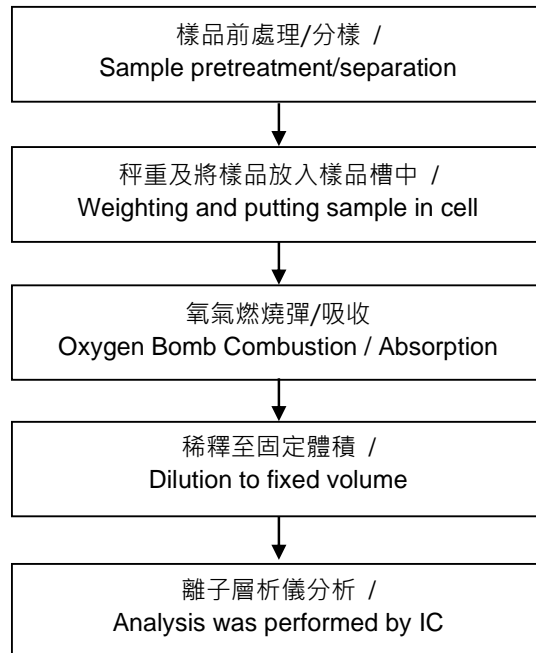 樣品前處理/分樣 /
Sample pretreatment/separation
秤重及將樣品放入樣品槽中 /
Weighting and putting sample in cell
氧氣燃燒彈/吸收
Oxygen Bomb Combustion / Absorption
稀釋至固定體積 /
Dilution to fixed volume
離子層析儀分析 /
Analysis was performed by IC